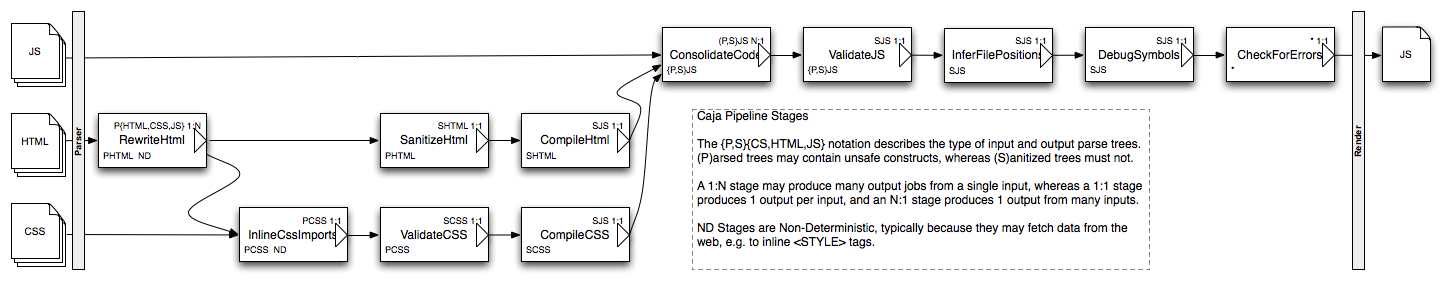 JS
Parser
(P,S)JS N:1
ConsolidateCode
{P,S}JS
SJS 1:1
ValidateJS
{P,S}JS
SJS 1:1
InferFilePositions
SJS
SJS 1:1
DebugSymbols
SJS
* 1:1
CheckForErrors
*
Render
JS
HTML
P{HTML,CSS,JS} 1:N
RewriteHtml
PHTML ND
SHTML 1:1
SanitizeHtml
PHTML
SJS 1:1
CompileHtml
SHTML
CSS
PCSS 1:1
InlineCssImports
PCSS ND
SCSS 1:1
ValidateCSS
PCSS
SJS 1:1
CompileCSS
SCSS
Caja Pipeline Stages
The {P,S}{CS,HTML,JS} notation describes the type of input and output parse trees.
(P)arsed trees may contain unsafe constructs, whereas (S)anitized trees must not.
A 1:N stage may produce many output jobs from a single input, whereas a 1:1 stage
produces 1 output per input, and an N:1 stage produces 1 output from many inputs.
ND Stages are Non-Deterministic, typically because they may fetch data from the
web, e.g. to inline <STYLE> tags.